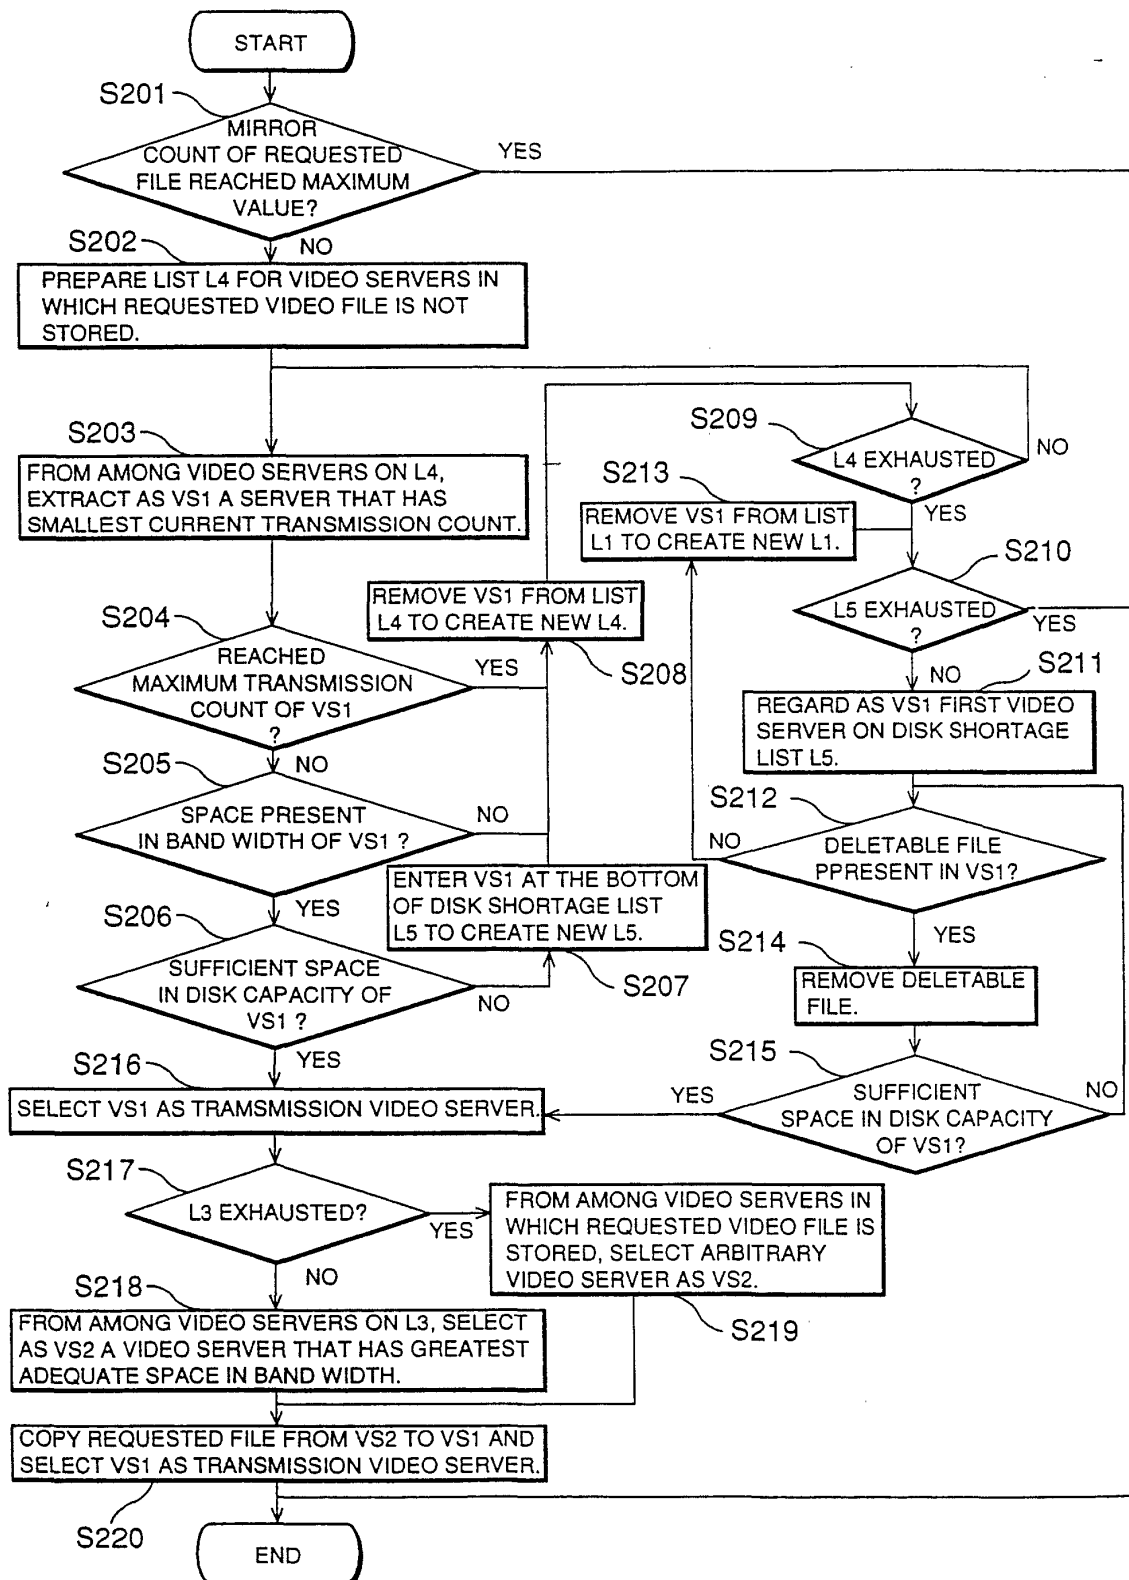 START
S201
MIRROR
COUNT OF REQUESTED
FILE REACHED MAXIMUM
VALUE?
YES
NO
S202
PREPARE LIST L4 FOR VIDEO SERVERS IN
WHICH REQUESTED VIDEO FILE IS NOT
STORED.
S203
FROM AMONG VIDEO SERVERS ON L4,
EXTRACT AS VS1 A SERVER THAT HAS
SMALLEST CURRENT TRANSMISSION COUNT.
S204
REACHED
MAXIMUM TRANSMISSION
COUNT OF VS1
?
YES
NO
S205
SPACE PRESENT
IN BAND WIDTH OF VS1 ?
NO
YES
S206
SUFFICIENT SPACE
IN DISK CAPACITY OF
VS1 ?
NO
YES
ENTER VS1 AT THE BOTTOM
OF DISK SHORTAGE LIST
L5 TO CREATE NEW L5.
S207
REMOVE VS1 FROM LIST
L4 TO CREATE NEW L4.
S208
S209
L4 EXHAUSTED
?
NO
YES
S213
REMOVE VS1 FROM LIST
L1 TO CREATE NEW L1.
S210
L5 EXHAUSTED
?
YES
NO
S211
REGARD AS VS1 FIRST VIDEO
SERVER ON DISK SHORTAGE
LIST L5.
S212
DELETABLE FILE
PPRESENT IN VS1?
NO
YES
S214
REMOVE DELETABLE
FILE.
S215
SUFFICIENT
SPACE IN DISK CAPACITY
OF VS1?
YES
NO
S216
SELECT VS1 AS TRAMSMISSION VIDEO SERVER.
S217
L3 EXHAUSTED?
YES
NO
FROM AMONG VIDEO SERVERS IN
WHICH REQUESTED VIDEO FILE IS
STORED, SELECT ARBITRARY
VIDEO SERVER AS VS2.
S219
S218
FROM AMONG VIDEO SERVERS ON L3, SELECT
AS VS2 A VIDEO SERVER THAT HAS GREATEST
ADEQUATE SPACE IN BAND WIDTH.
COPY REQUESTED FILE FROM VS2 TO VS1 AND
SELECT VS1 AS TRANSMISSION VIDEO SERVER.
S220
END